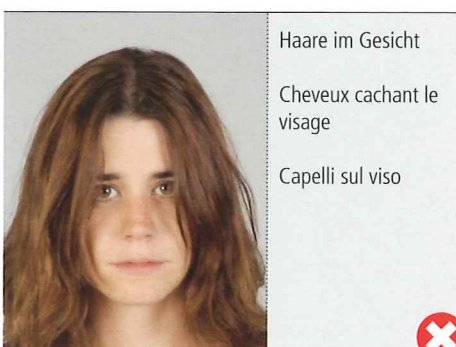 Haare im Gesicht
Cheveux cachant le
visage
Capelli sul viso